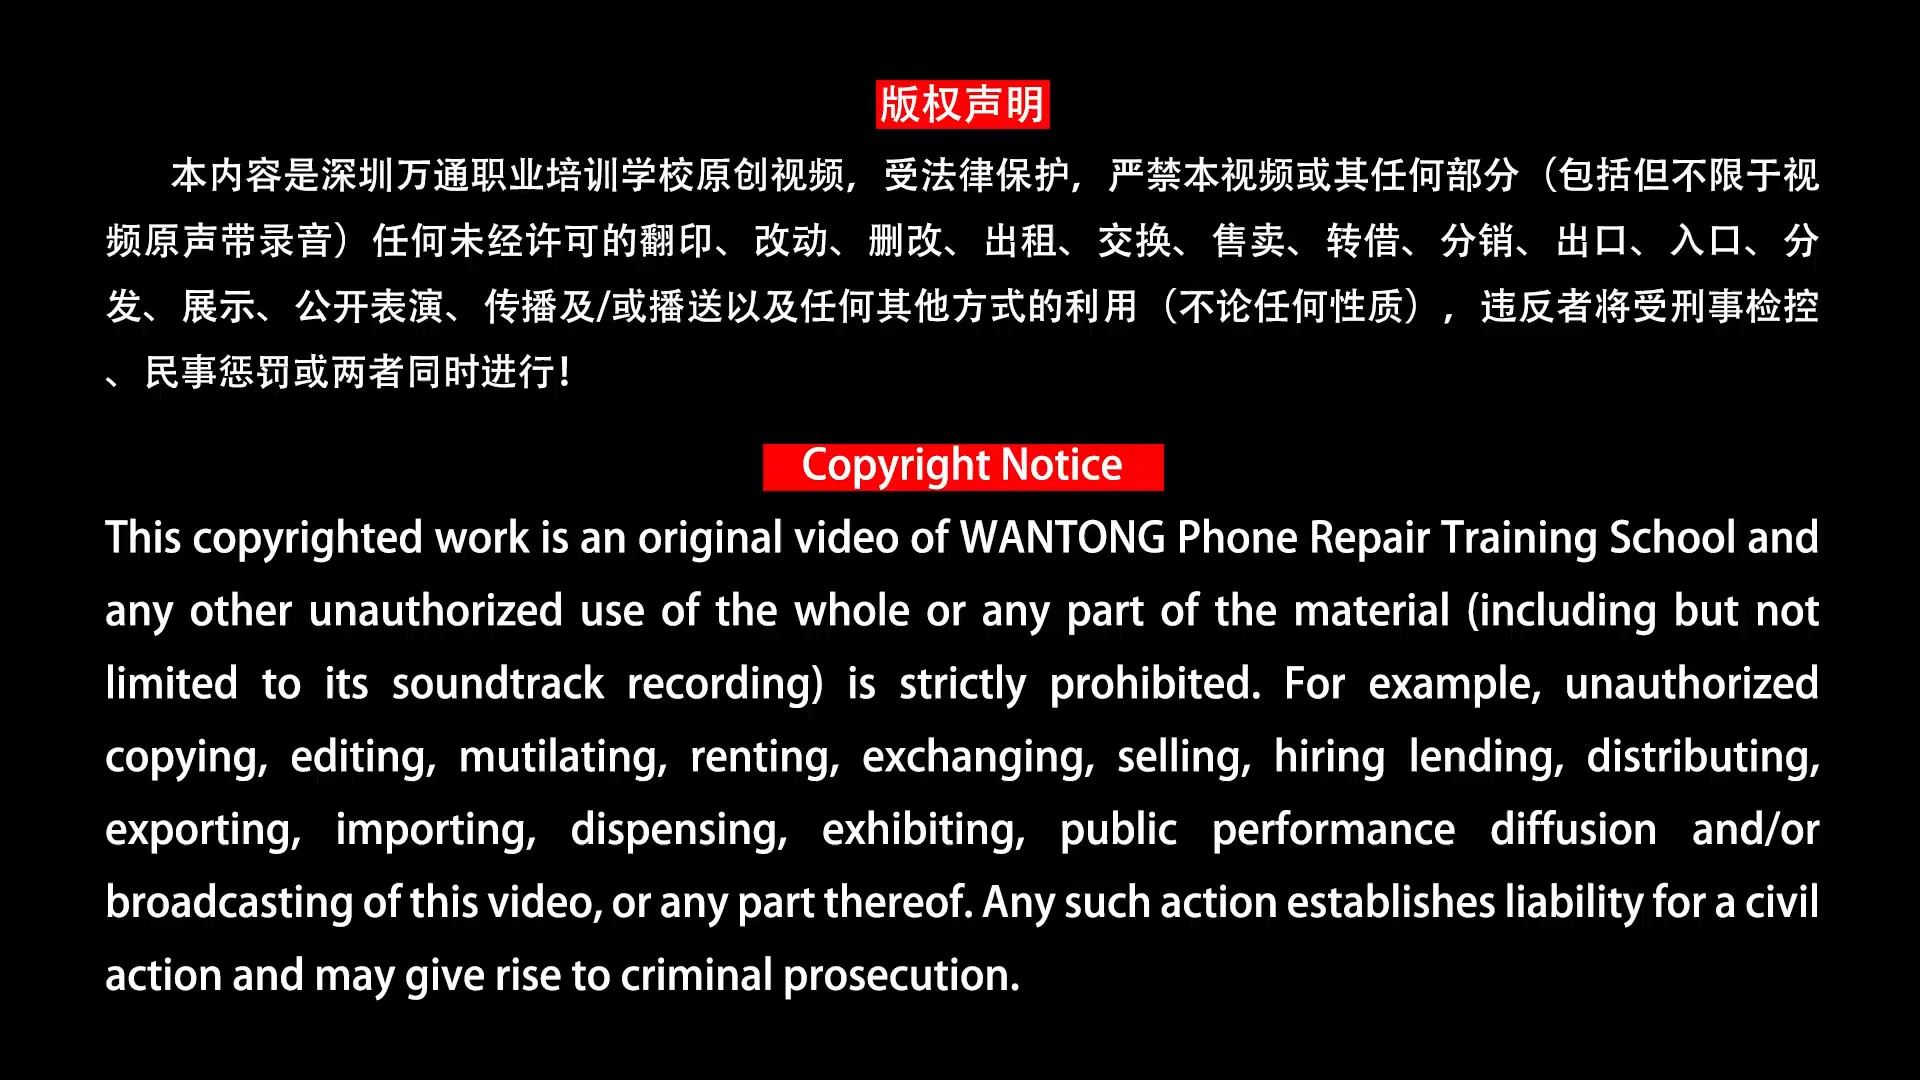 版权声明
本内容是深圳万通职业培训学校原创视频，受法律保护，严禁本视频或其任何部分（包括但不限于视
频原声带录音）任何未经许可的翻印、改动、删改、出租、交换、售卖、转借、分销、出口、入口、分
发、展示、公开表演、传播及/或播送以及任何其他方式的利用（不论任何性质），违反者将受刑事检控
、民事惩罚或两者同时进行！
Copyright Notice
This copyrighted work is an original video of WANTONG Phone Repair Training School and
any other unauthorized use of the whole or any part of the material (including but not
limited to its soundtrack recording) is strictly prohibited. For example, unauthorized
copying, editing, mutilating, renting, exchanging, selling, hiring lending, distributing,
exporting, importing, dispensing, exhibiting, public performance diffusion and/or
broadcasting of this video, or any part thereof. Any such action establishes liability for a civil
action and may give rise to criminal prosecution.